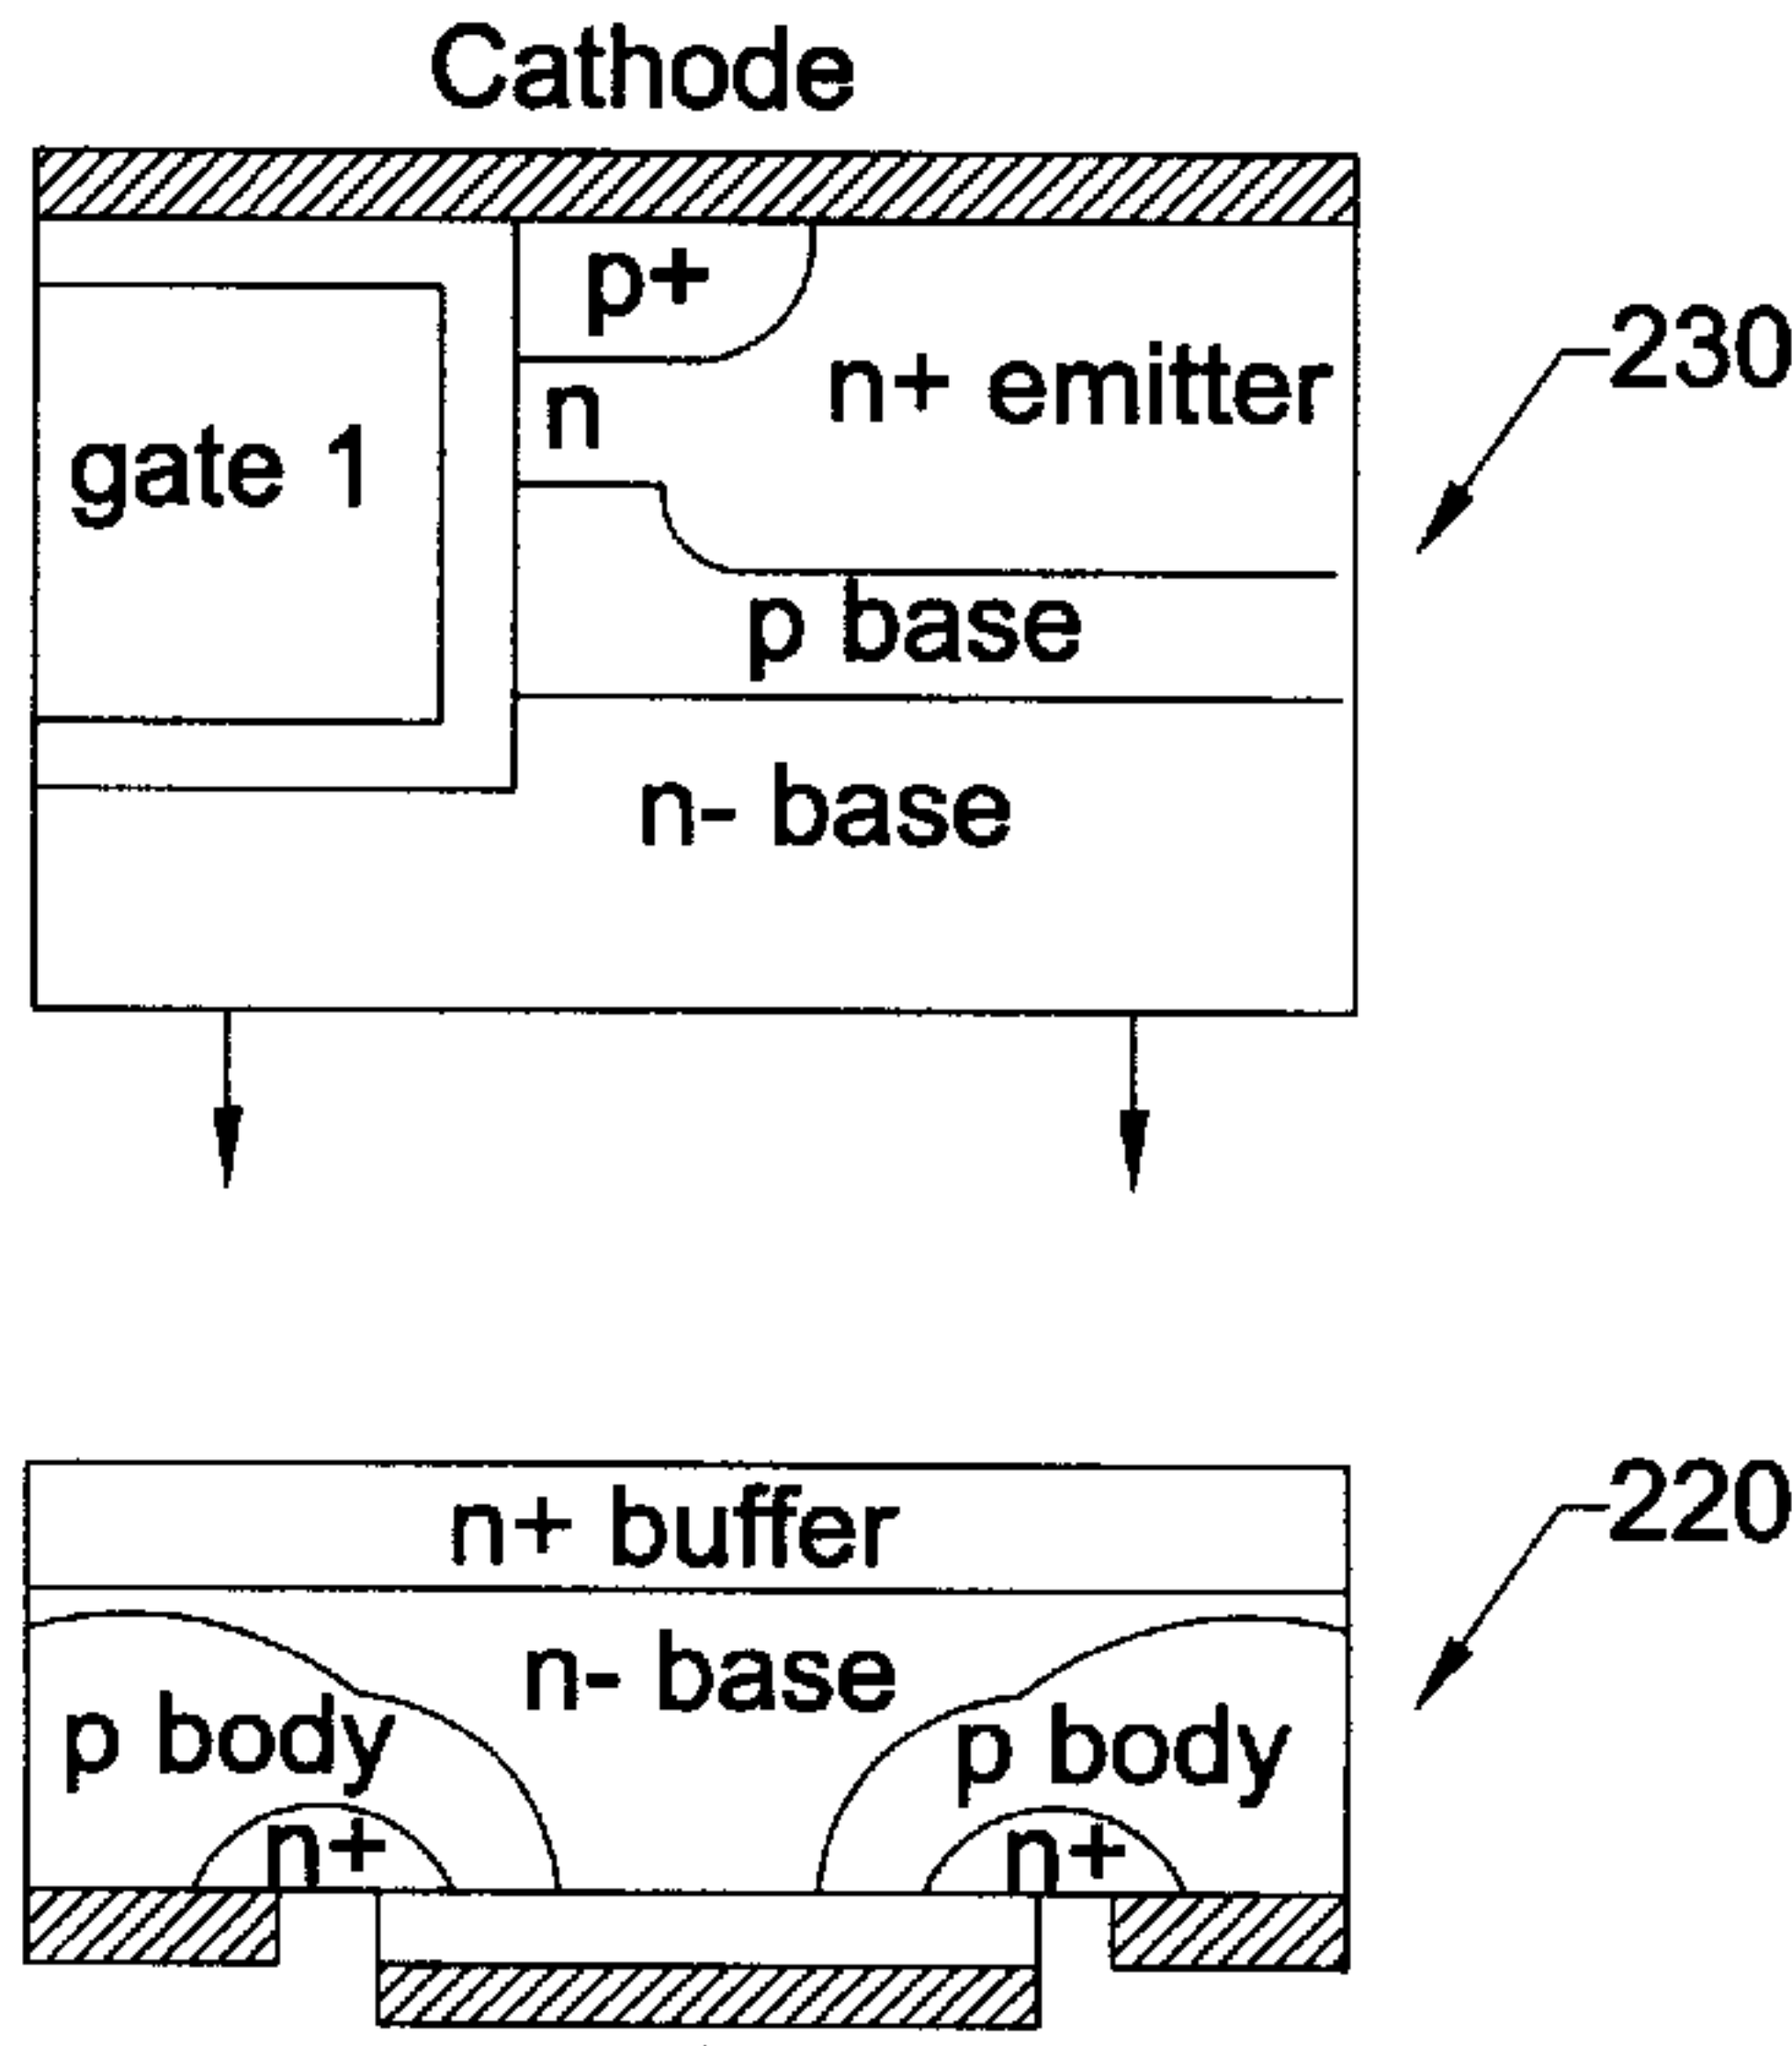 Cathode
p+
230
n+ emitter
n
gate 1
p base
n- base
220
n+ buffer
n- base
p body
p body
n+
n+